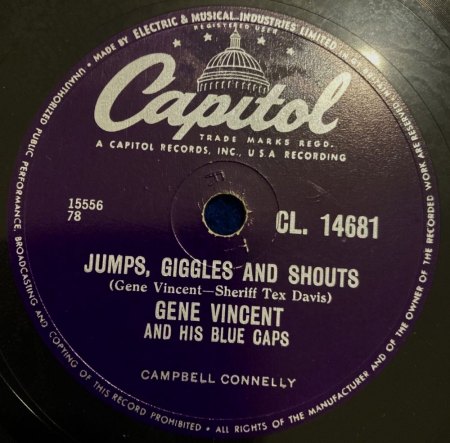 MADE BY ELECTRIC & MUSICAL INDUSTRIES LIMITED IN
REGISTERED USER
Capitol
TRADE MARKS REGD.
A CAPITOL RECORDS, INC., U.S.A RECORDING
15556
78
CL. 14681
JUMPS, GIGGLES AND SHOUTS
(Gene Vincent—Sheriff Tex Davis)
GENE VINCENT
AND HIS BLUE CAPS
CAMPBELL CONNELLY
ALL RIGHTS OF THE MANUFACTURER AND OF THE OWNER OF THE RECORDED WORK ARE RESERVED
UNAUTHORIZED PUBLIC PERFORMANCE, BROADCASTING AND COPYING OF THIS RECORD PROHIBITED •